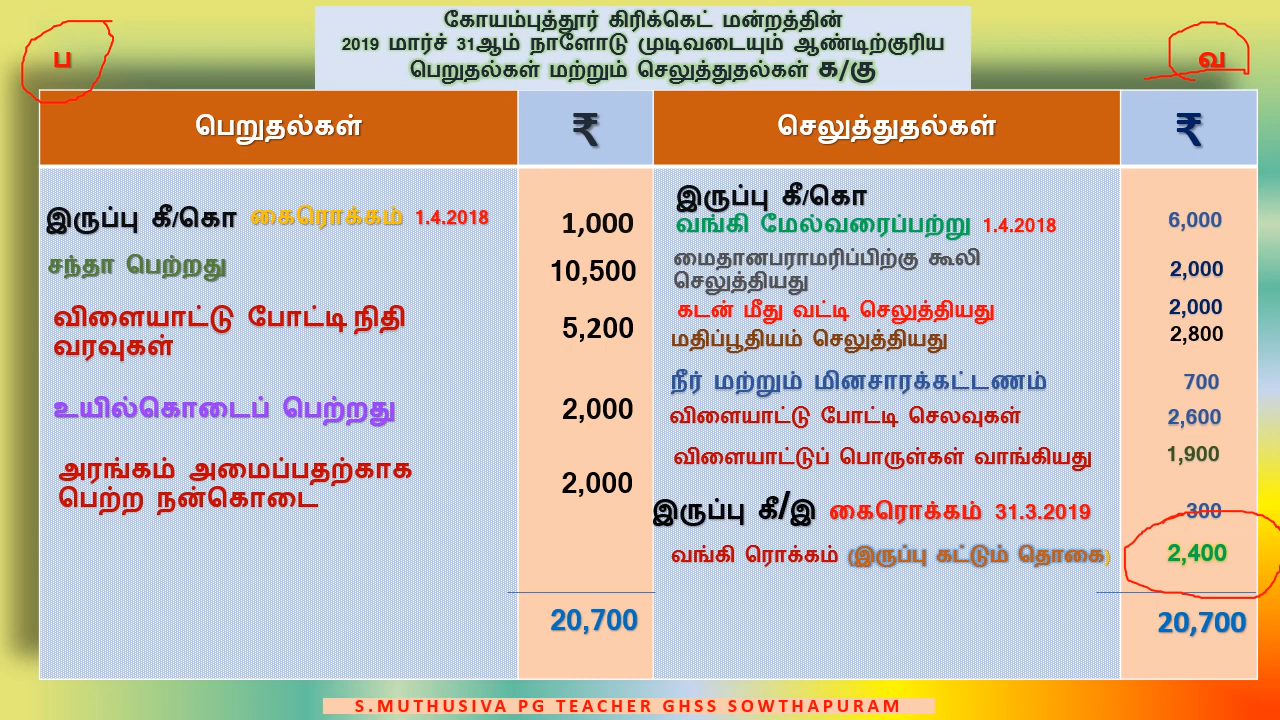 கோயம்புத்தூர் கிரிக்கெட் மன்றத்தின்
2019 மார்ச் 31ஆம் நாளோடு முடிவடையும் ஆண்டிற்குரிய
பெறுதல்கள் மற்றும் செலுத்துதல்கள் க/கு
ப
வ
பெறுதல்கள் ₹ செலுத்துதல்கள் ₹
இருப்பு கீ/கொ கைரொக்கம் 1.4.2018 1,000
சந்தா பெற்றது 10,500
விளையாட்டு போட்டி நிதி
வரவுகள் 5,200
உயில்கொடைப் பெற்றது 2,000
அரங்கம் அமைப்பதற்காக
பெற்ற நன்கொடை 2,000
20,700
இருப்பு கீ/கொ
வங்கி மேல்வரைப்பற்று 1.4.2018 6,000
மைதானபராமரிப்பிற்கு கூலி
செலுத்தியது 2,000
கடன் மீது வட்டி செலுத்தியது 2,000
மதிப்பூதியம் செலுத்தியது 2,800
நீர் மற்றும் மினசாரக்கட்டணம் 700
விளையாட்டு போட்டி செலவுகள் 2,600
விளையாட்டுப் பொருள்கள் வாங்கியது 1,900
இருப்பு கீ/இ கைரொக்கம் 31.3.2019 300
வங்கி ரொக்கம் (இருப்பு கட்டும் தொகை) 2,400
20,700
S.MUTHUSIVA PG TEACHER GHSS SOWTHAPURAM